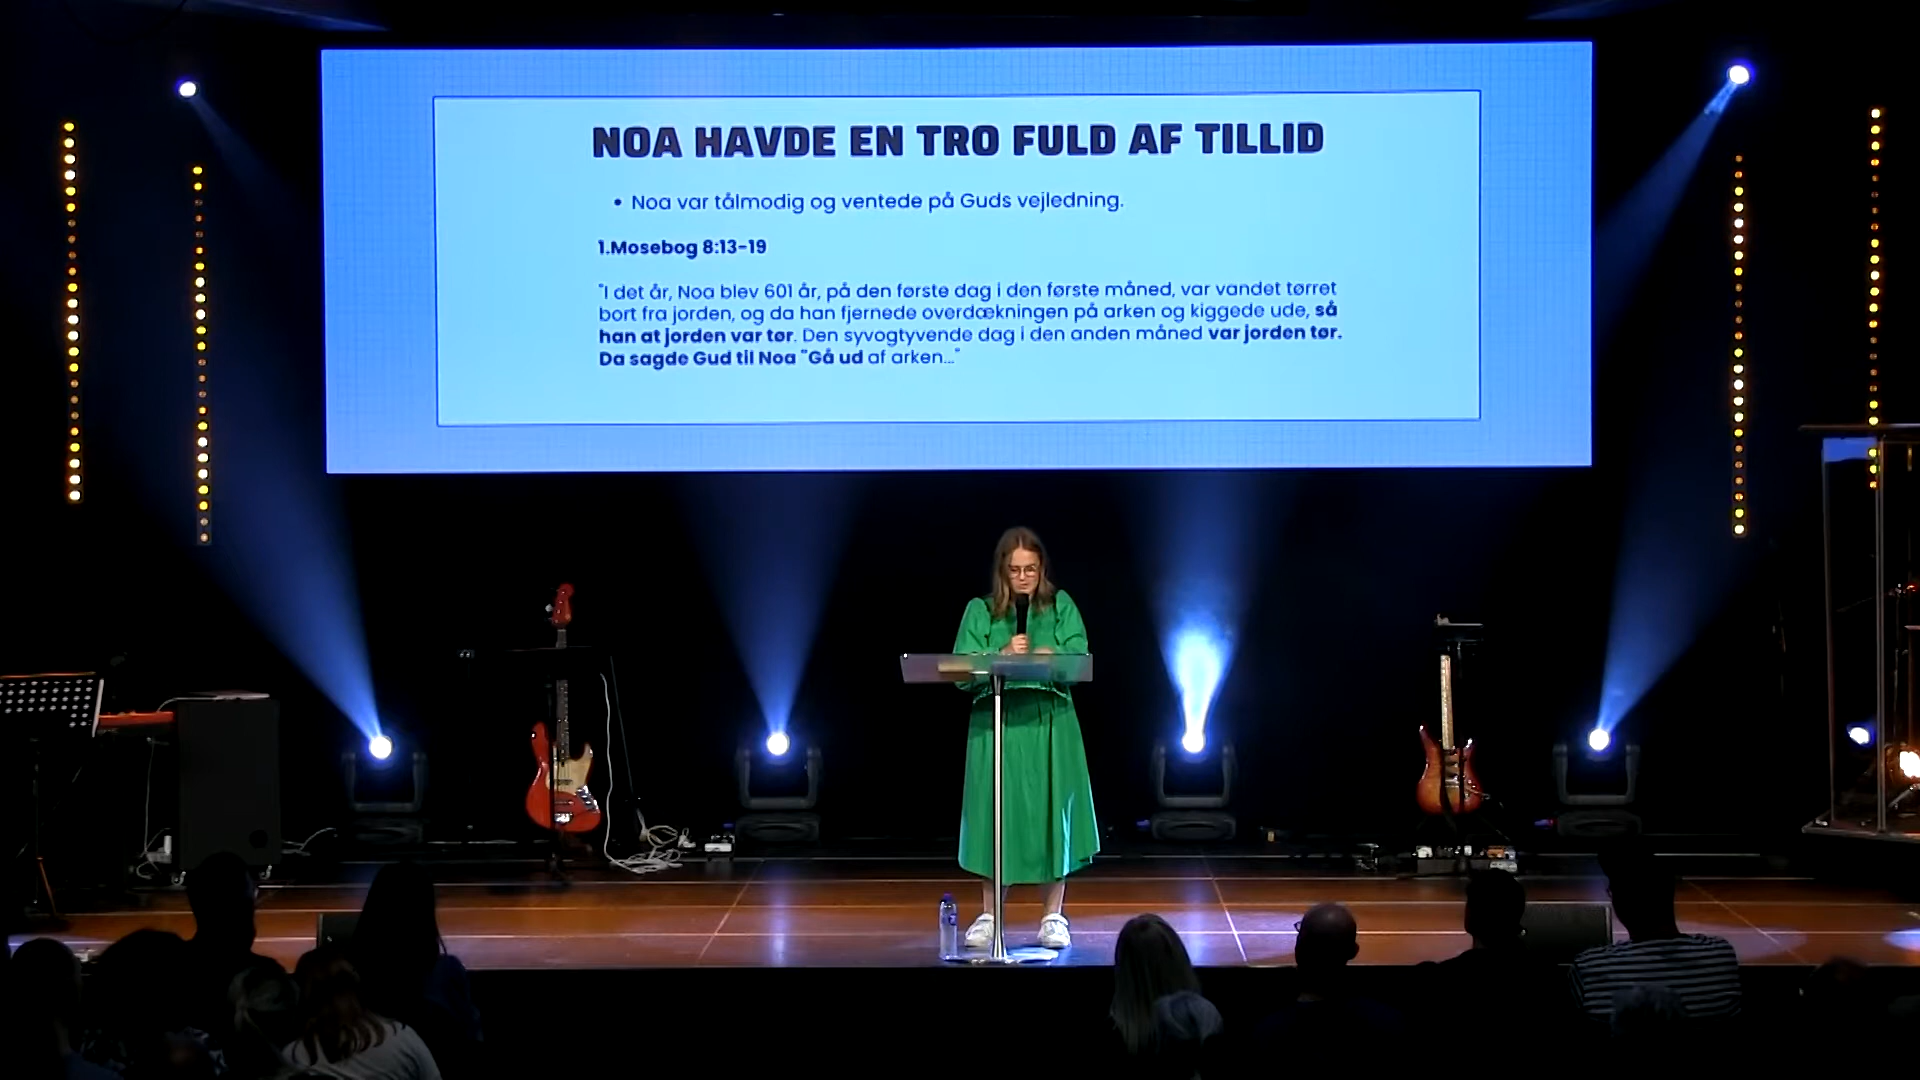 NOA HAVDE EN TRO FULD AF TILLID
• Noa var tålmodig og ventede på Guds vejledning.
1.Mosebog 8:13-19
"I det år, Noa blev 601 år, på den første dag i den første måned, var vandet tørret
bort fra jorden, og da han fjernede overdækningen på arken og kiggede ude, så
han at jorden var tør. Den syvogtyvende dag i den anden måned var jorden tør.
Da sagde Gud til Noa "Gå ud af arken..."